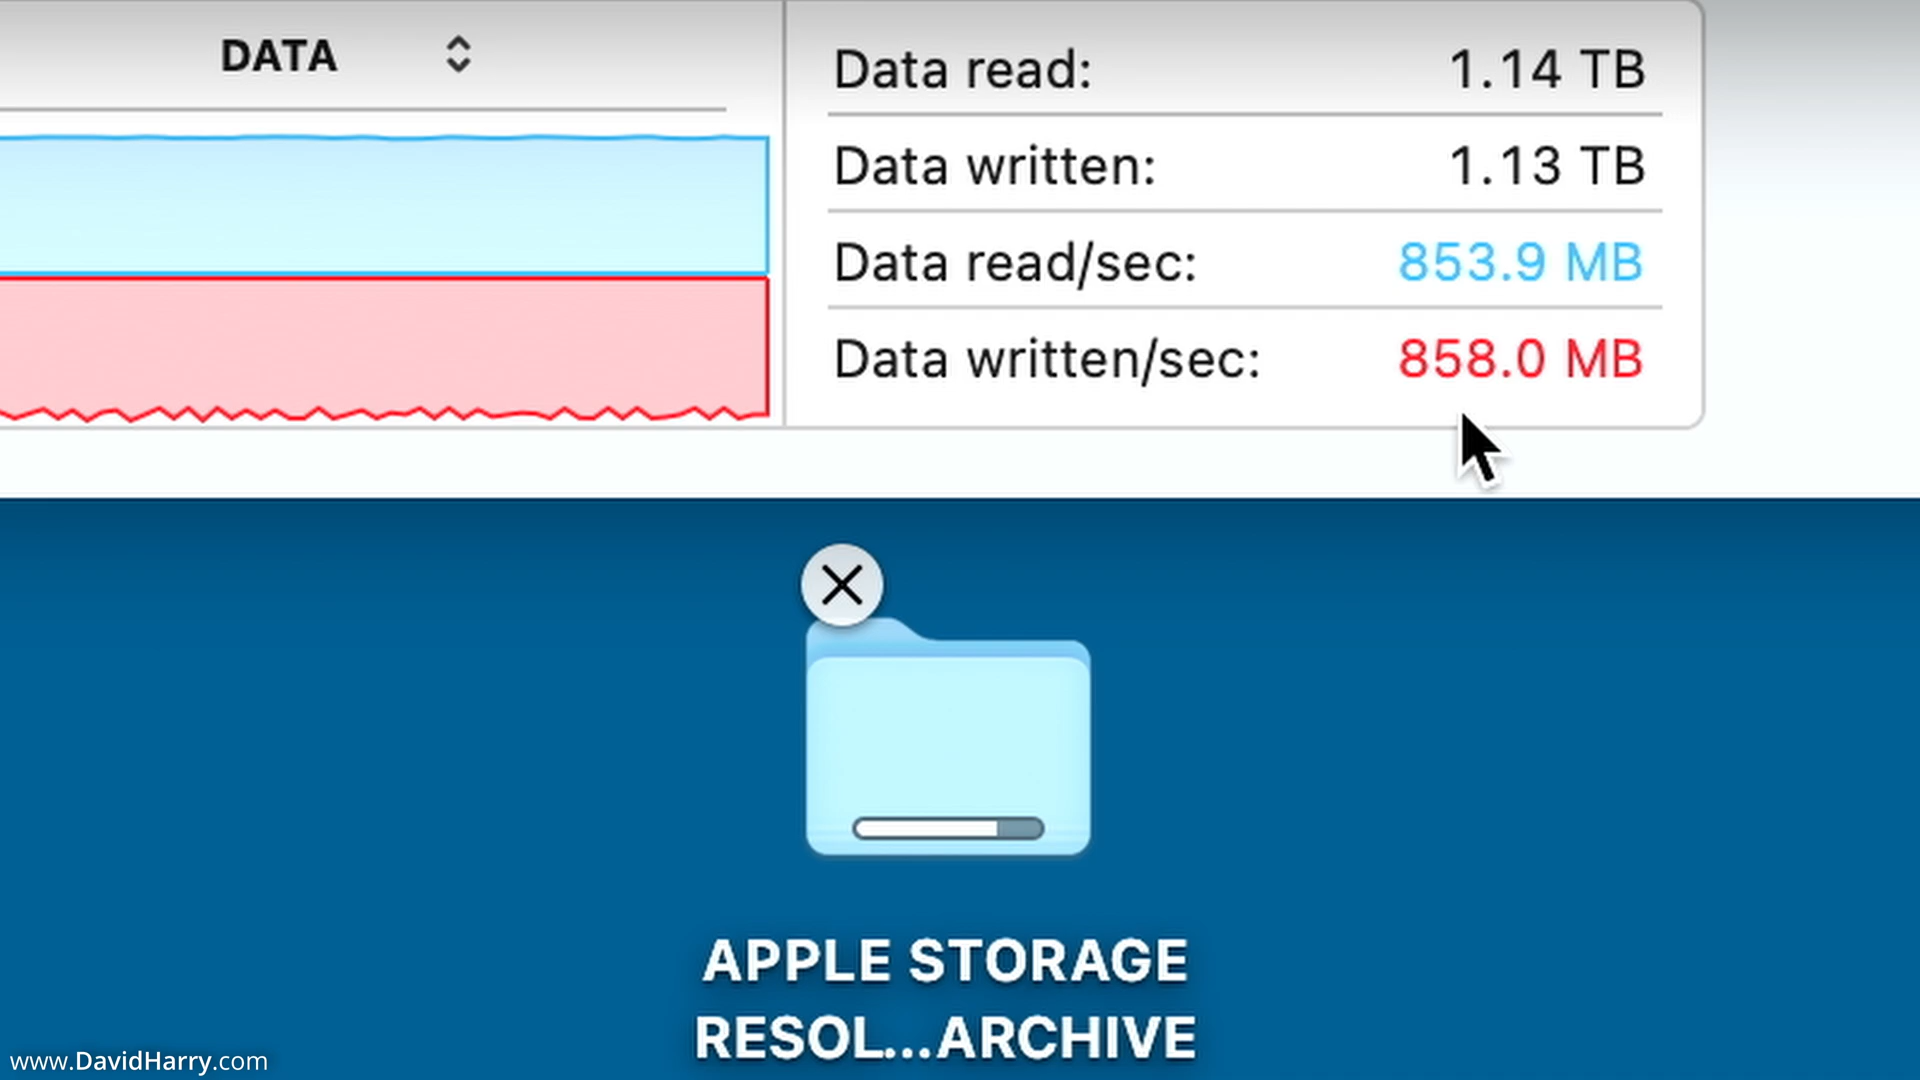 DATA
Data read: 1.14 TB
Data written: 1.13 TB
Data read/sec: 853.9 MB
Data written/sec: 858.0 MB
APPLE STORAGE
RESOL...ARCHIVE
www.DavidHarry.com